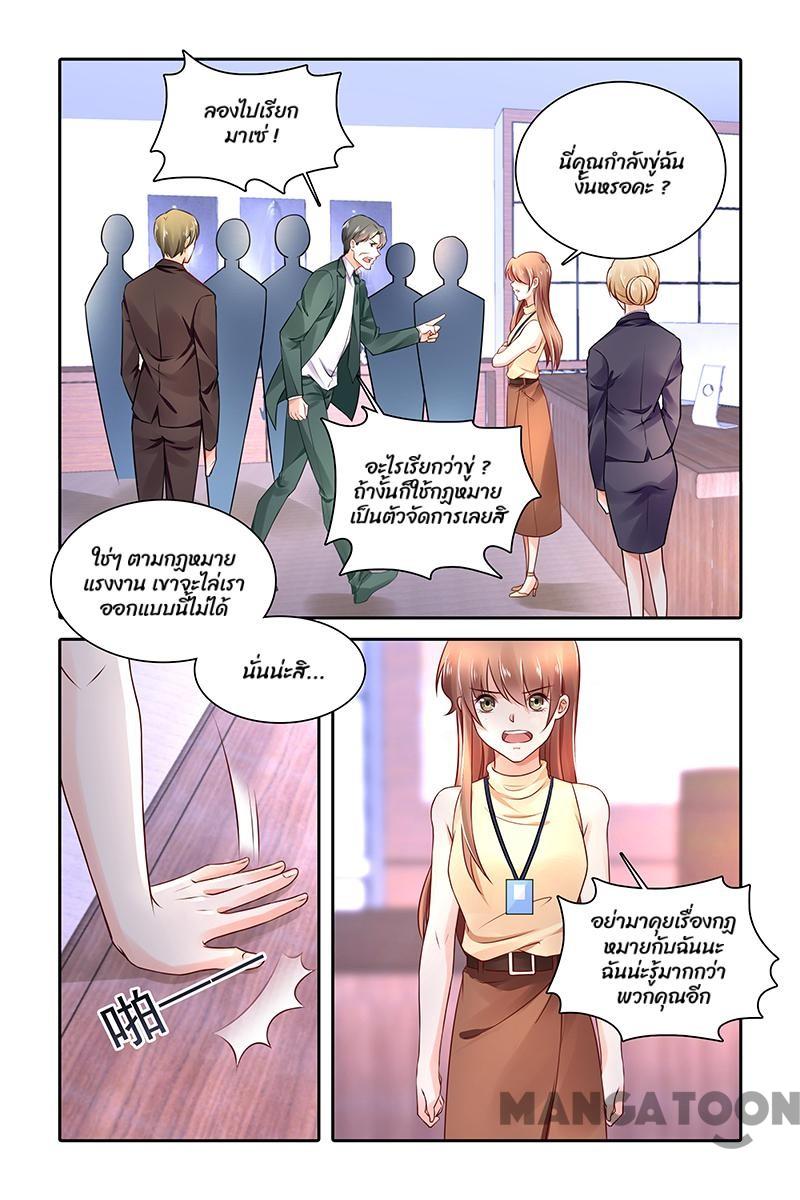 ลองไปเรียก
มาเซ่ !
นี่คุณกำลังขู่ฉัน
งั้นหรอคะ ?
อะไรเรียกว่าขู่ ?
ถ้างั้นก็ใช้กฎหมาย
เป็นตัวจัดการเลยสิ
ใช่ๆ ตามกฎหมาย
แรงงาน เขาจะไล่เรา
ออกแบบนี้ไม่ได้
นั่นน่ะสิ...
啪——
อย่ามาคุยเรื่องกฎ
หมายกับฉันนะ
ฉันน่ะรู้มากกว่า
พวกคุณอีก
MANGATOON